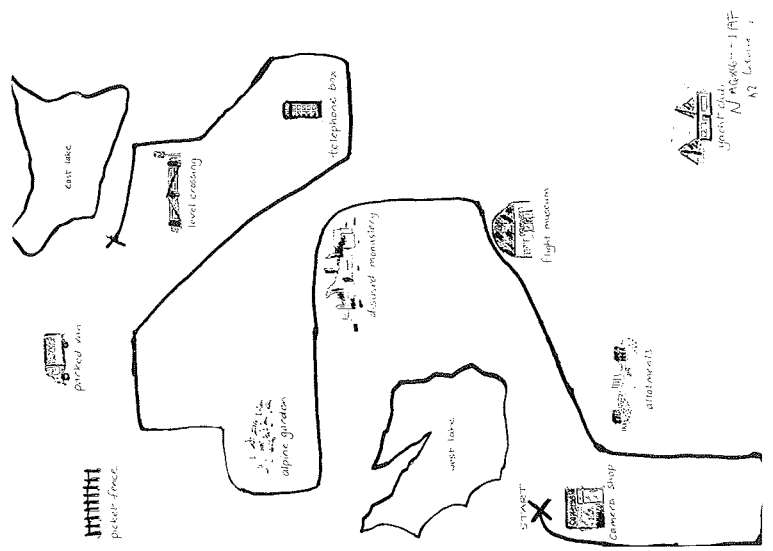 east lake
parked van
picket fence
level crossing
alpine garden
telephone box
disused monastery
west lake
START
flight museum
camera shop
allotments
yacht club